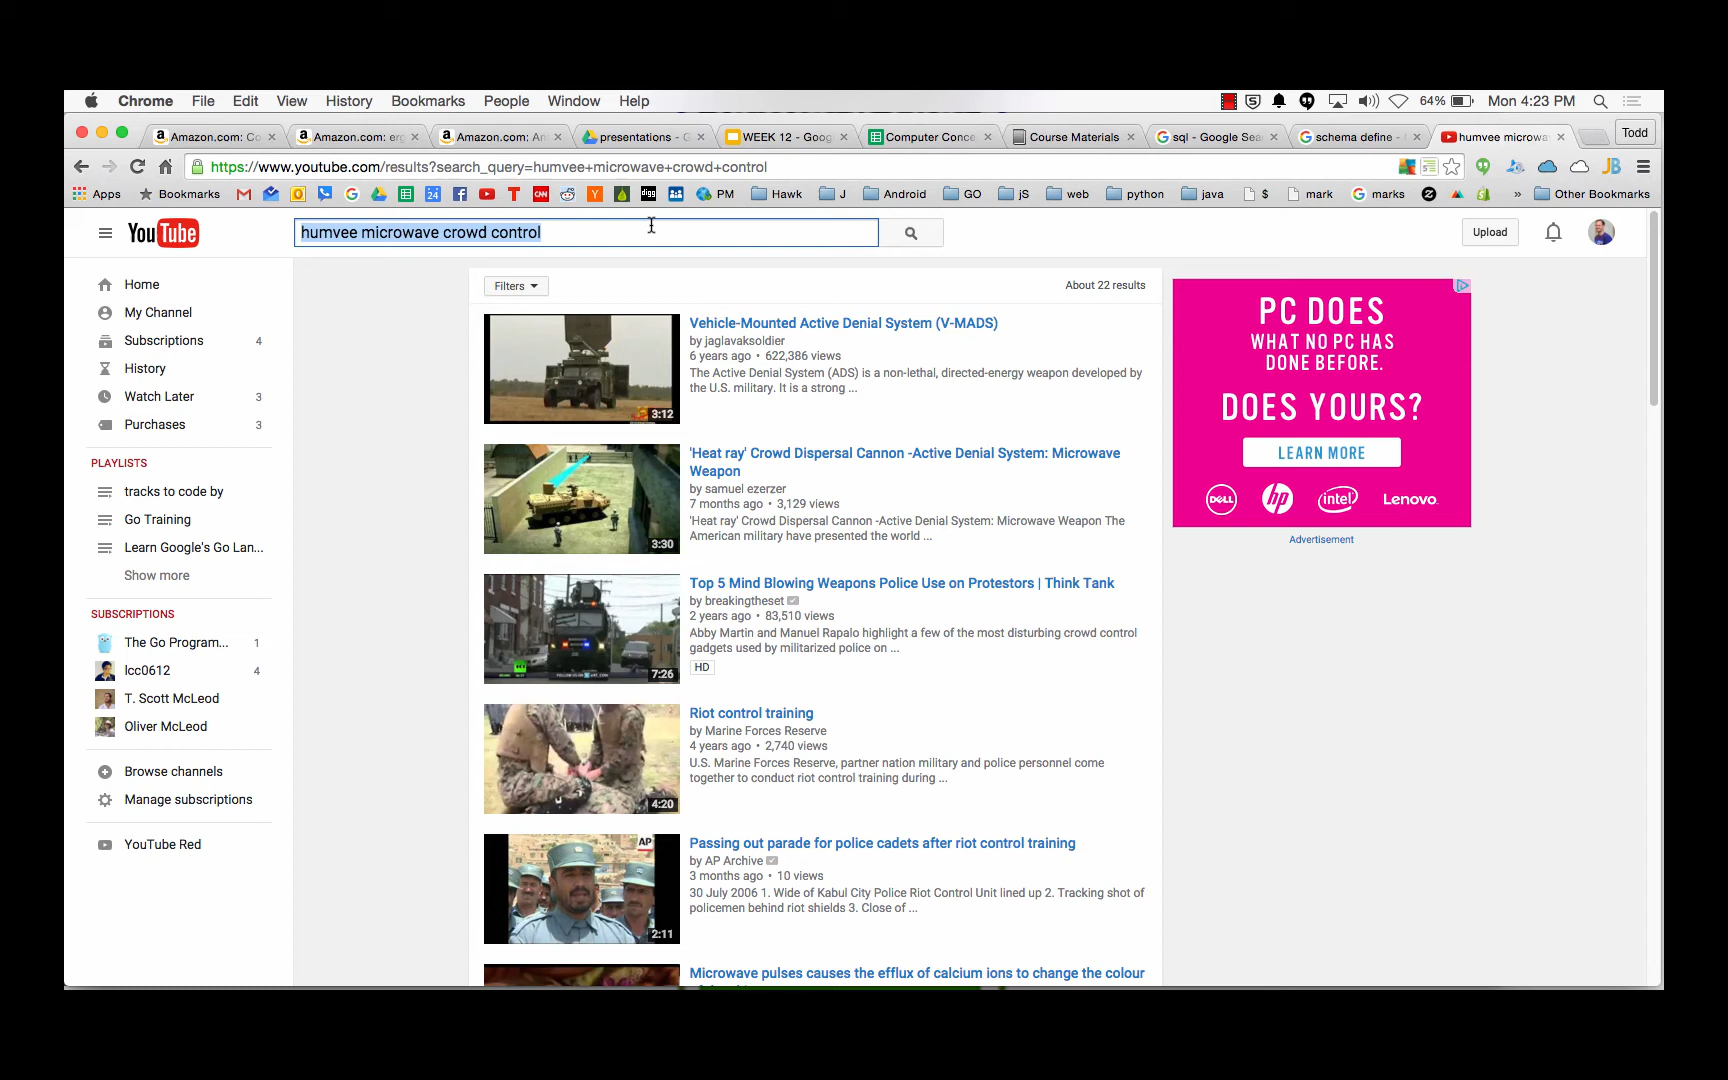 Chrome File Edit View History Bookmarks People Window Help 64% Mon 4:23 PM
Amazon.com: Co Amazon.com: erg Amazon.com: An presentations - G WEEK 12 - Goog Computer Conce Course Materials sql - Google Sea schema define - humvee microwa Todd
https://www.youtube.com/results?search_query=humvee+microwave+crowd+control
Apps Bookmarks PM Hawk J Android GO jS web python java $ mark marks » Other Bookmarks
YouTube humvee microwave crowd control Upload
Home
My Channel
Subscriptions 4
History
Watch Later 3
Purchases 3
PLAYLISTS
tracks to code by
Go Training
Learn Google's Go Lan...
Show more
SUBSCRIPTIONS
The Go Program... 1
lcc0612 4
T. Scott McLeod
Oliver McLeod
Browse channels
Manage subscriptions
YouTube Red
Filters About 22 results
Vehicle-Mounted Active Denial System (V-MADS)
by jaglavaksoldier
6 years ago • 622,386 views
The Active Denial System (ADS) is a non-lethal, directed-energy weapon developed by
the U.S. military. It is a strong ...
3:12
'Heat ray' Crowd Dispersal Cannon -Active Denial System: Microwave
Weapon
by samuel ezerzer
7 months ago • 3,129 views
'Heat ray' Crowd Dispersal Cannon -Active Denial System: Microwave Weapon The
American military have presented the world ...
3:30
Top 5 Mind Blowing Weapons Police Use on Protestors | Think Tank
by breakingtheset
2 years ago • 83,510 views
Abby Martin and Manuel Rapalo highlight a few of the most disturbing crowd control
gadgets used by militarized police on ...
HD
7:26
Riot control training
by Marine Forces Reserve
4 years ago • 2,740 views
U.S. Marine Forces Reserve, partner nation military and police personnel come
together to conduct riot control training during ...
4:20
Passing out parade for police cadets after riot control training
by AP Archive
3 months ago • 10 views
30 July 2006 1. Wide of Kabul City Police Riot Control Unit lined up 2. Tracking shot of
policemen behind riot shields 3. Close of ...
AP
2:11
Microwave pulses causes the efflux of calcium ions to change the colour
PC DOES
WHAT NO PC HAS
DONE BEFORE.
DOES YOURS?
LEARN MORE
DELL hp intel Lenovo
Advertisement